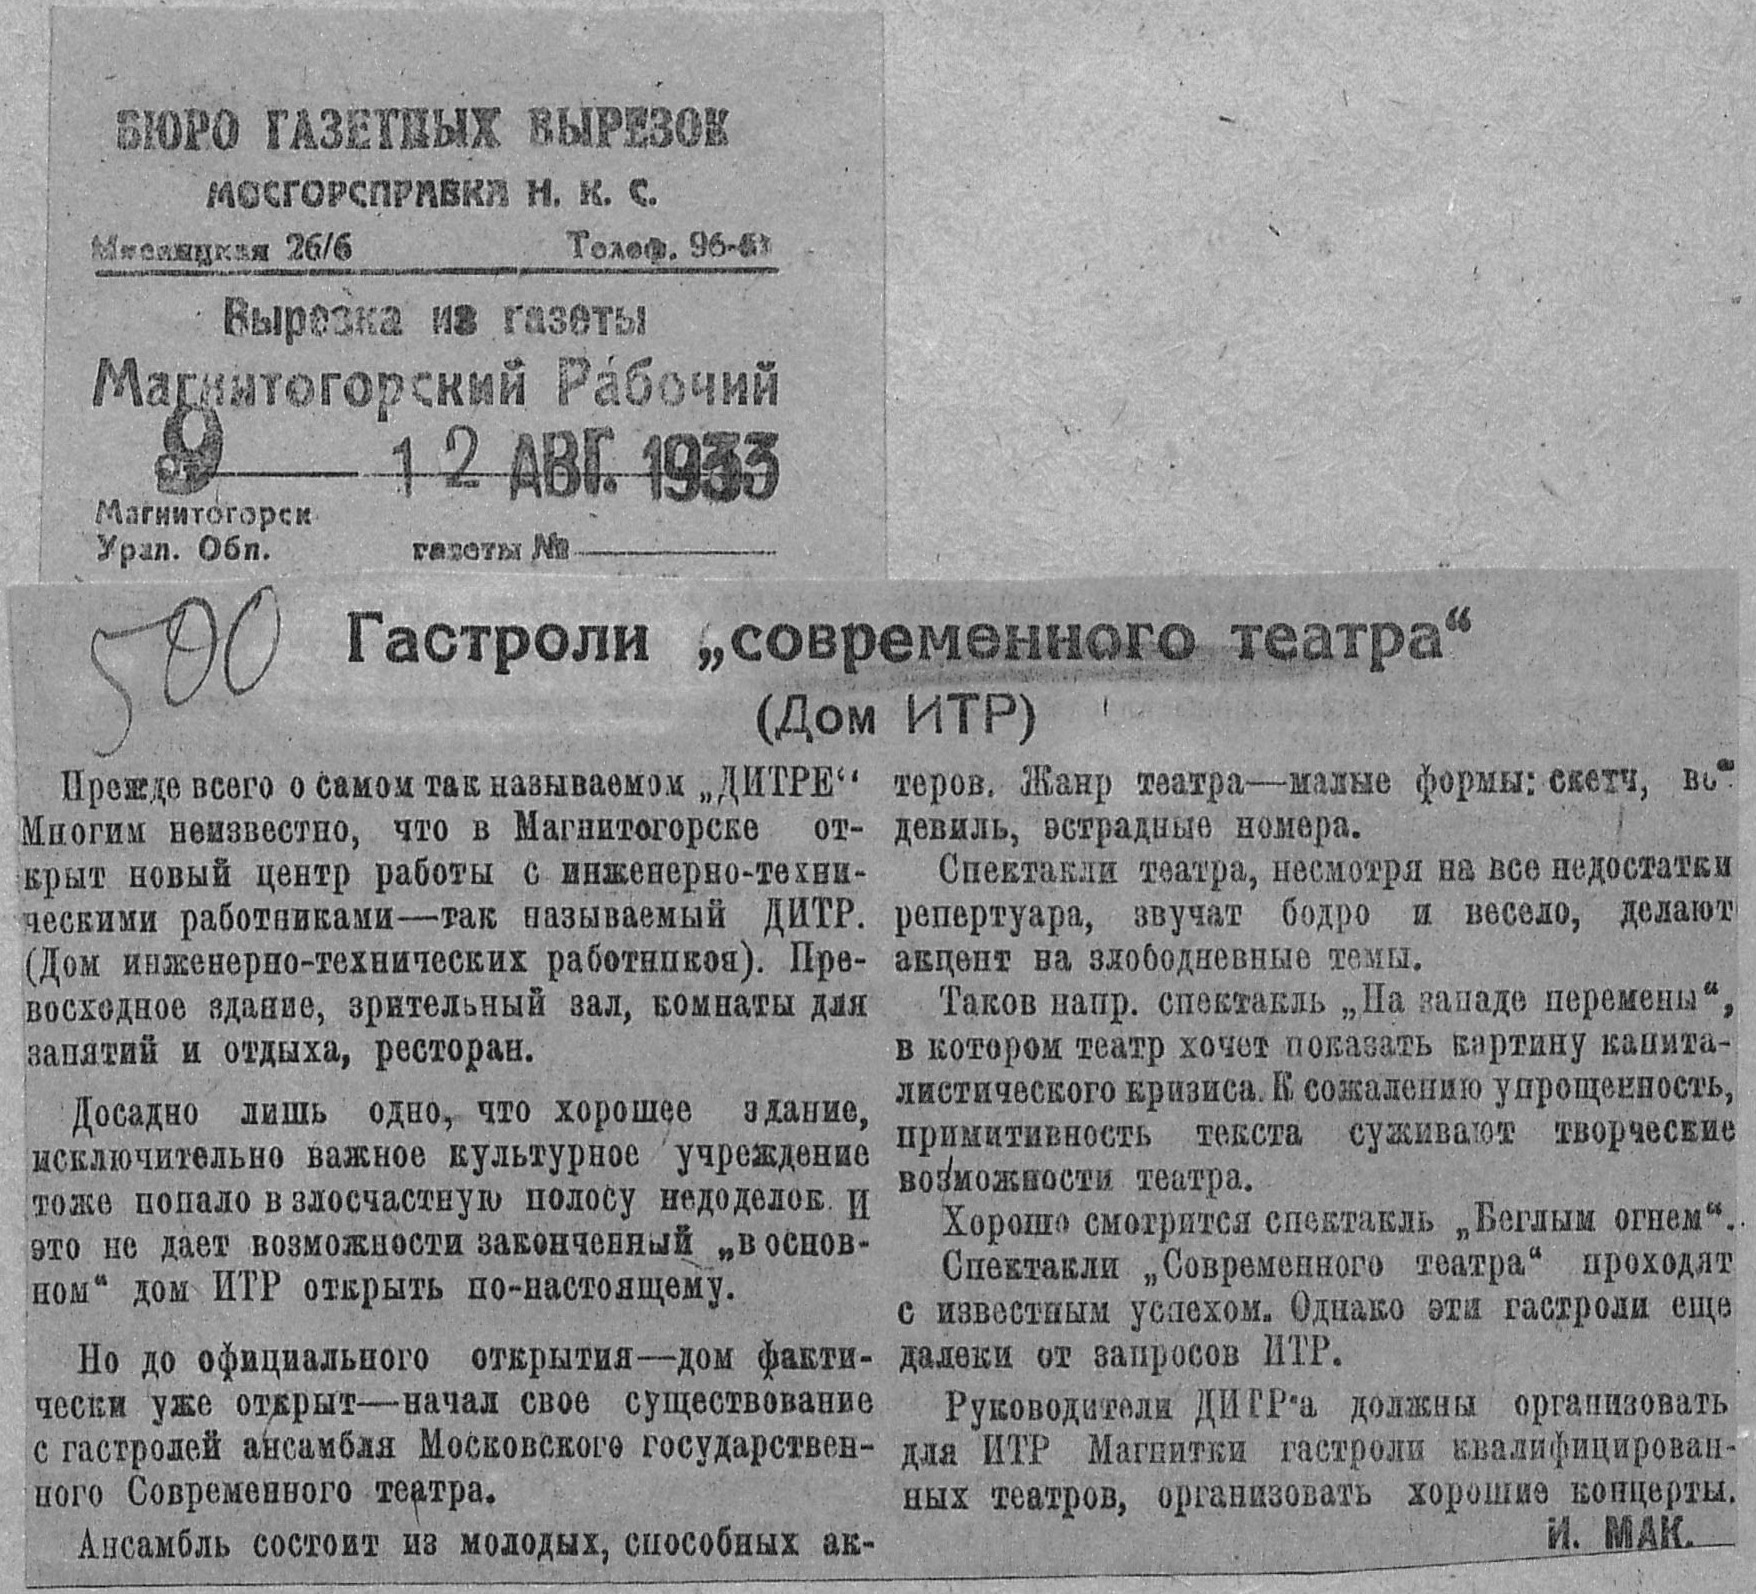 БЮРО ГАЗЕТНЫХ ВЫРЕЗОК
МОСГОРСПРАВКА Н. К. С.
Мясницкая 26/6 Телеф. 96-61
Вырезка из газеты
Магнитогорский Рабочий
9 12 АВГ. 1933
Магнитогорск
Урал. Обл. газеты №
500
Гастроли „современного театра“
(Дом ИТР)
Прежде всего о самом так называемом „ДИТРЕ“
Многим неизвестно, что в Магнитогорске от-
крыт новый центр работы с инженерно-техни-
ческими работниками—так называемый ДИТР.
(Дом инженерно-технических работников). Пре-
восходное здание, зрительный зал, комнаты для
занятий и отдыха, ресторан.
Досадно лишь одно, что хорошее здание,
исключительно важное культурное учреждение
тоже попало в злосчастную полосу недоделок. И
это не дает возможности законченный „в основ-
ном“ дом ИТР открыть по-настоящему.
Но до официального открытия—дом факти-
чески уже открыт—начал свое существование
с гастролей ансамбля Московского государствен-
ного Современного театра.
Ансамбль состоит из молодых, способных ак-
теров. Жанр театра—малые формы: скетч, во-
девиль, эстрадные номера.
Спектакли театра, несмотря на все недостатки
репертуара, звучат бодро и весело, делают
акцент на злободневные темы.
Таков напр. спектакль „На западе перемены“,
в котором театр хочет показать картину капита-
листического кризиса. К сожалению упрощенность,
примитивность текста суживают творческие
возможности театра.
Хорошо смотрится спектакль „Беглым огнем“.
Спектакли „Современного театра“ проходят
с известным успехом. Однако эти гастроли еще
далеки от запросов ИТР.
Руководители ДИТР'а должны организовать
для ИТР Магнитки гастроли квалифицирован-
ных театров, организовать хорошие концерты.
И. МАК.